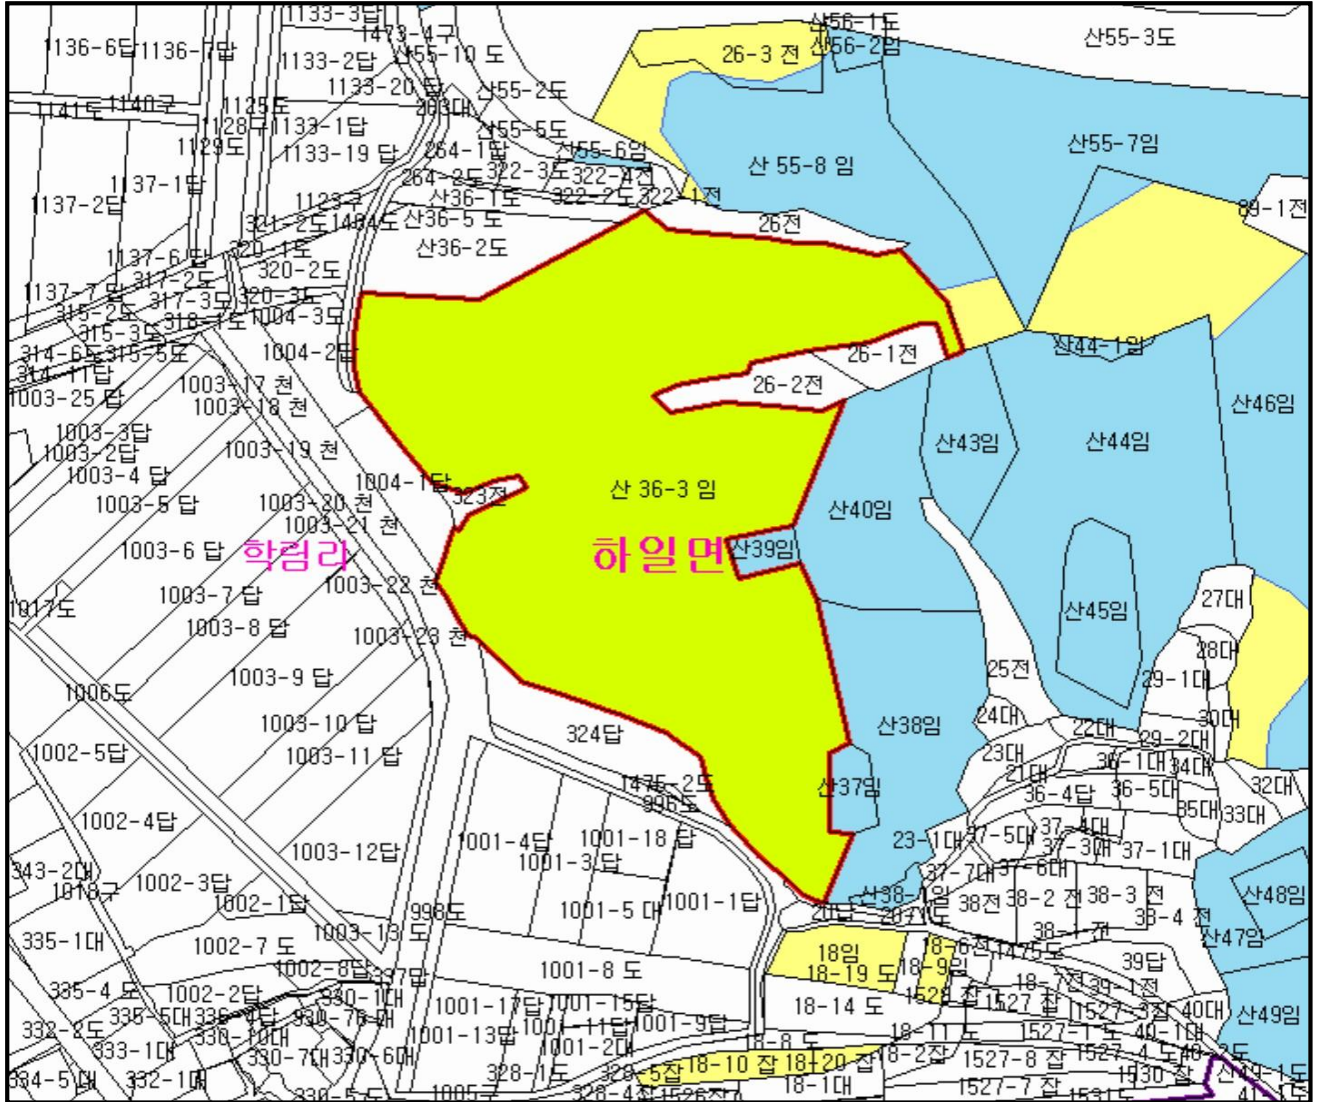 1133-3답
산56-1도
1136-6답
1136-7답
1473-4구
산55-10 도
26-3 전
산56-2임
산55-3도
1133-2답
1133-20 답
산55-2도
1141도
1140구
1125도
1128구
1133-1답
산55-5도
1129도
1133-19 답
264-1답
산55-6임
산 55-8 임
산55-7임
1137-1답
264-2도
322-3도
322-4전
1137-2답
1123구
산36-1도
322-2도
322-1전
89-1전
321-2도
1404도
산36-5 도
26전
1137-6 답
320-1도
산36-2도
317-2도
320-2도
1137-7 답
317-3도
320-3도
315-2도
318-1도
1004-3도
315-3도
314-6도
315-5도
1004-2답
26-1전
산44-1임
314-11답
1003-17 천
26-2전
1003-25 답
1003-18 천
산46임
1003-3답
1003-2답
1003-19 천
산43임
산44임
1003-4 답
1004-1답
1003-5 답
1003-20 천
323전
산 36-3 임
산40임
1003-21 천
1003-6 답
학림리
하일면
산39임
1003-7 답
1003-22 천
1017도
산45임
27대
1003-8 답
1003-23 천
28대
1003-9 답
25전
29-1대
1006도
24대
30대
1003-10 답
324답
산38임
22대
29-2대
1002-5답
1003-11 답
23대
36-1대
34대
21대
1475-2도
산37임
36-4답
36-5대
32대
996도
35대
33대
1002-4답
1001-4답
1001-18 답
23-1대
37-5대
37-4대
1003-12답
1001-3답
37-3대
37-1대
343-2대
1002-3답
37-7대
37-6대
1018구
1002-1답
1001-5 대
1001-1답
산38-1임
38전
38-2 전
38-3 전
산48임
998도
20답
38-4 전
335-1대
1003-13 도
38-1 전
산47임
1002-7 도
18임
18-6전
1475도
1002-8답
337답
1001-8 도
18-19 도
18-9임
39답
335-4 도
1002-2답
930-1대
18-7전
39-1전
335-5대
1001-17답
1001-15답
18-14 도
1528 잡
1527 잡
40대
332-2도
1001-13답
1001-11답
1001-9답
18-11 도
1527-1도
40-1대
산49임
333-1대
330-10대
1001-2대
18-8 도
330-7대
330-6대
18-2잡
1527-8 잡
1527-4 도
334-5대
332-1대
328-1도
18-10 잡
18-20 잡
1530 잡
330-5도
1005구
328-4잡
18-1대
1527-7 잡
1531도